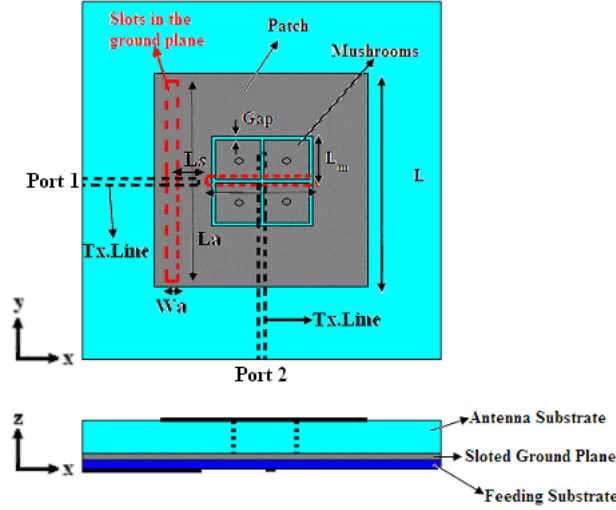 Slots in the
ground plane
Patch
Mushrooms
Gap
Ls
Lm
L
Port 1
Tx.Line
La
Wa
Tx.Line
y
x
Port 2
z
x
Antenna Substrate
Sloted Ground Plane
Feeding Substrate